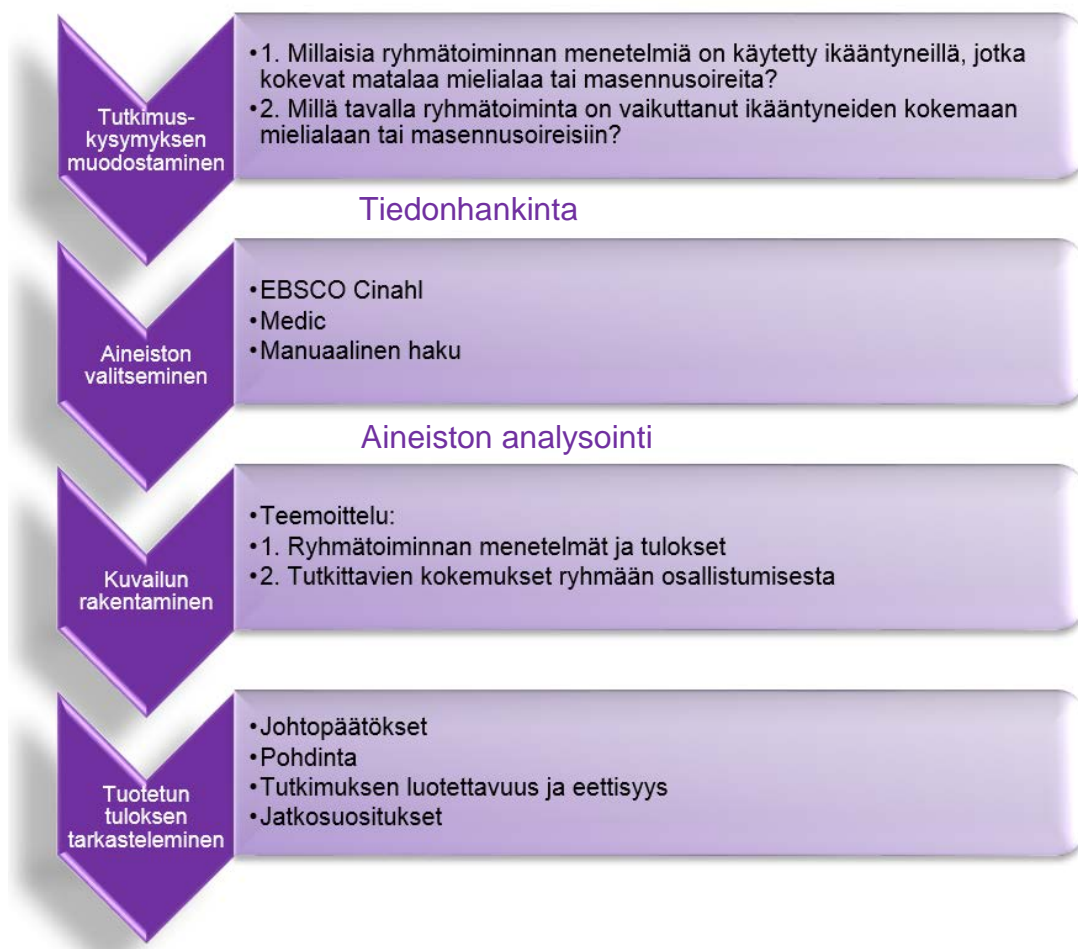 Tutkimus-
kysymyksen
muodostaminen
•1. Millaisia ryhmätoiminnan menetelmiä on käytetty ikääntyneillä, jotka
kokevat matalaa mielialaa tai masennusoireita?
•2. Millä tavalla ryhmätoiminta on vaikuttanut ikääntyneiden kokemaan
mielialaan tai masennusoireisiin?
Tiedonhankinta
Aineiston
valitseminen
•EBSCO Cinahl
•Medic
•Manuaalinen haku
Aineiston analysointi
Kuvailun
rakentaminen
•Teemoittelu:
•1. Ryhmätoiminnan menetelmät ja tulokset
•2. Tutkittavien kokemukset ryhmään osallistumisesta
Tuotetun
tuloksen
tarkasteleminen
•Johtopäätökset
•Pohdinta
•Tutkimuksen luotettavuus ja eettisyys
•Jatkosuositukset